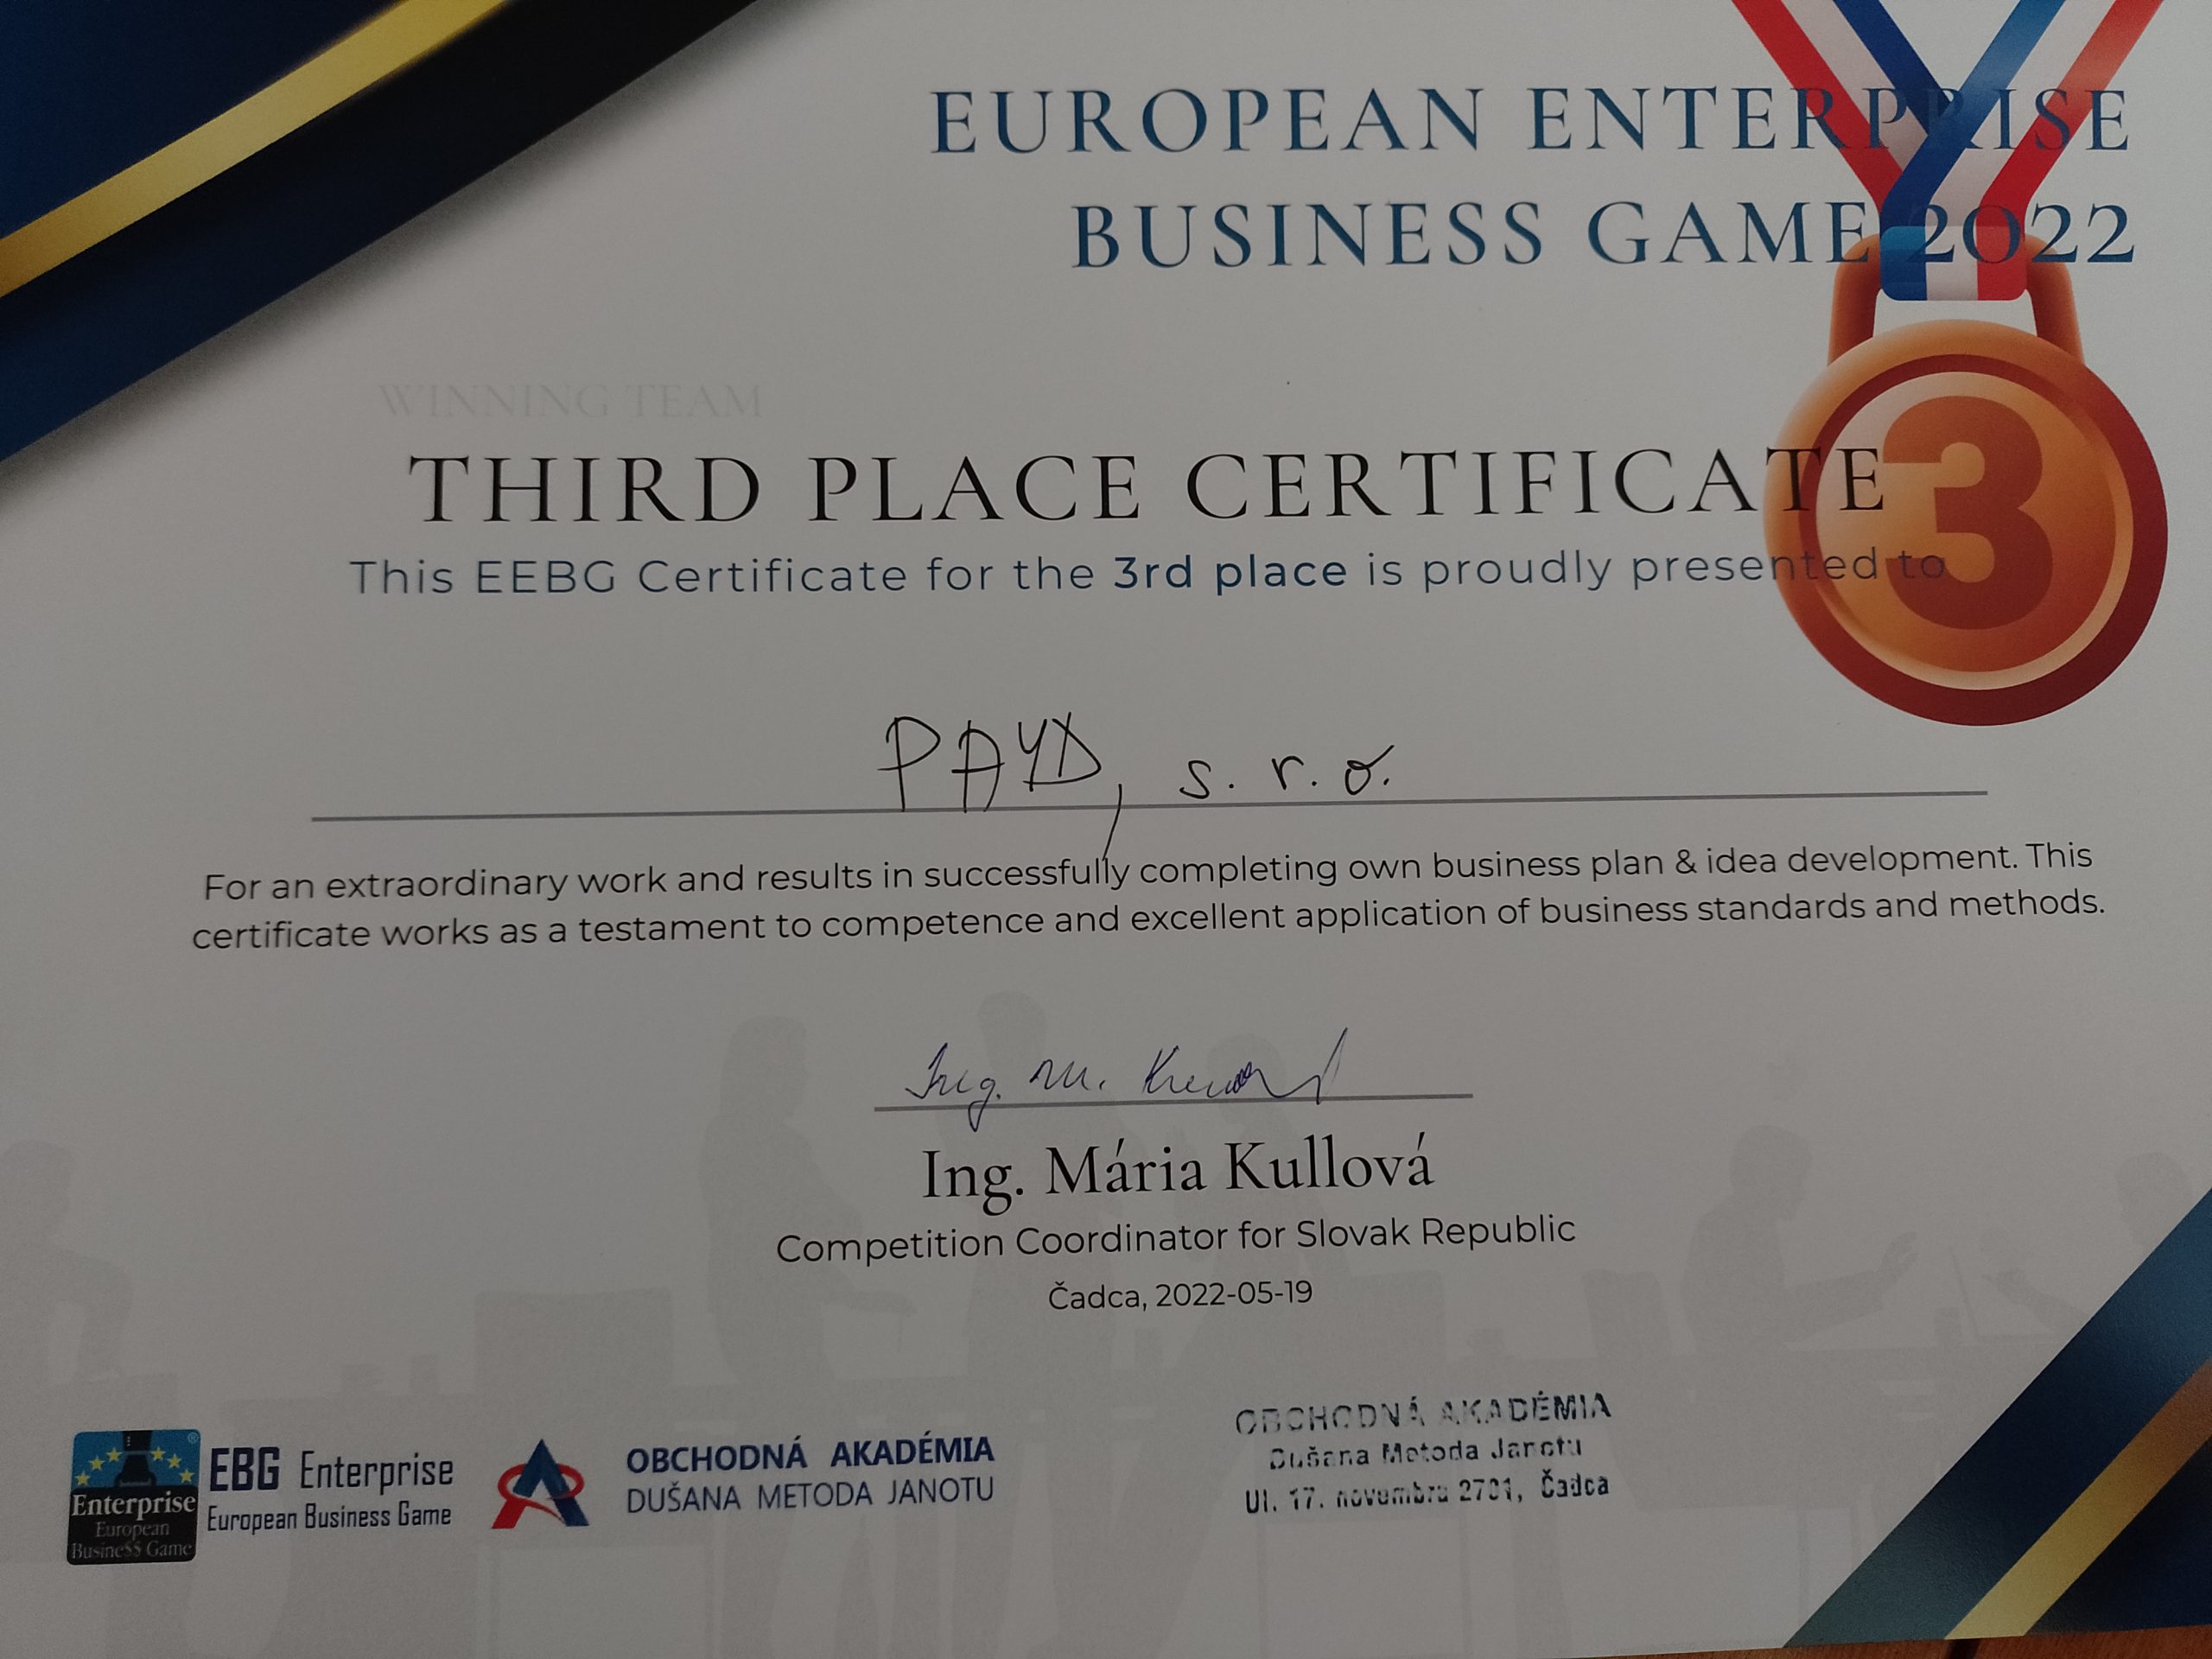 EUROPEAN ENTERPRISE
BUSINESS GAME 2022
WINNING TEAM
THIRD PLACE CERTIFICATE
This EEBG Certificate for the 3rd place is proudly presented to
3
PAYD, s. r. o.
For an extraordinary work and results in successfully completing own business plan & idea development. This
certificate works as a testament to competence and excellent application of business standards and methods.
Ing. M.
Ing. Mária Kullová
Competition Coordinator for Slovak Republic
Čadca, 2022-05-19
Enterprise
European
Business Game
EBG Enterprise
European Business Game
OBCHODNÁ AKADÉMIA
DUŠANA METODA JANOTU
OBCHODNÁ AKADÉMIA
Dušana Metoda Janotu
Ul. 17. novembra 2701, Čadca